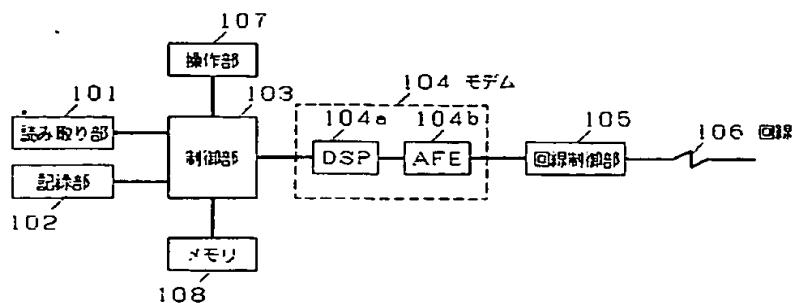 107
操作部
104 モデム
101
103
104a
104b
105
106 回線
読み取り部
制御部
DSP
AFE
回線制御部
記録部
102
メモリ
108